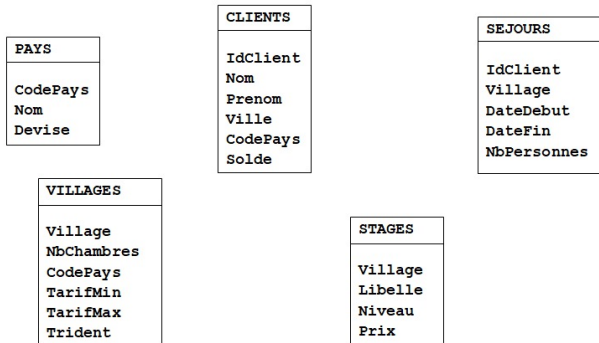 PAYS
CodePays
Nom
Devise
CLIENTS
IdClient
Nom
Prenom
Ville
CodePays
Solde
SEJOURS
IdClient
Village
DateDebut
DateFin
NbPersonnes
VILLAGES
Village
NbChambres
CodePays
TarifMin
TarifMax
Trident
STAGES
Village
Libelle
Niveau
Prix